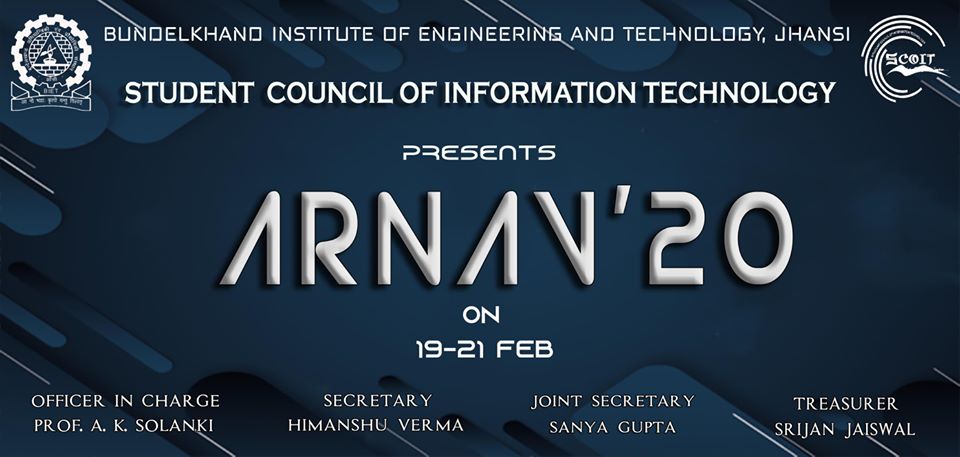 BUNDELKHAND INSTITUTE OF ENGINEERING AND TECHNOLOGY, JHANSI
SCOIT
STUDENT COUNCIL OF INFORMATION TECHNOLOGY
PRESENTS
ARNAV'20
ON
19-21 FEB
OFFICER IN CHARGE
PROF. A. K. SOLANKI
SECRETARY
HIMANSHU VERMA
JOINT SECRETARY
SANYA GUPTA
TREASURER
SRIJAN JAISWAL